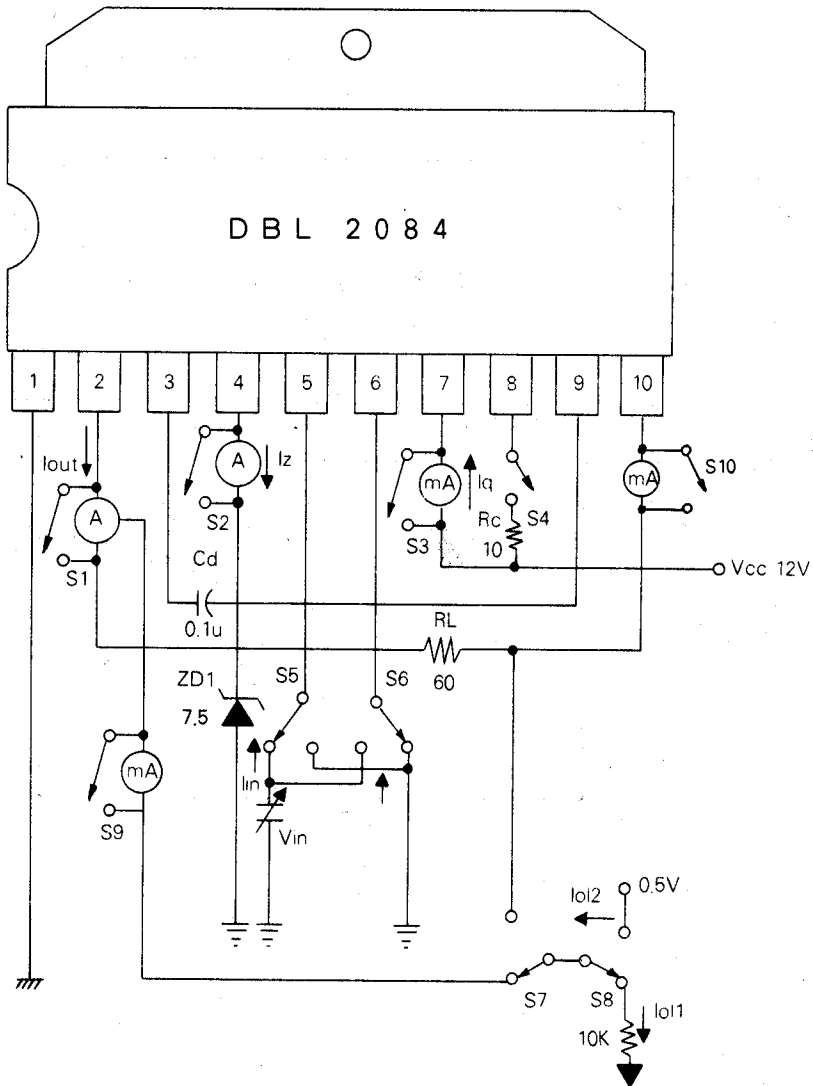 DBL 2084
1 2 3 4 5 6 7 8 9 10
Iout
A
S1
A
Iz
S2
mA
Iq
S3
Rc
10
S4
mA
S10
Vcc 12V
Cd
0.1u
RL
60
ZD1
7.5
S5
S6
Iin
Vin
mA
S9
Iol2
0.5V
S7
S8
Iol1
10K